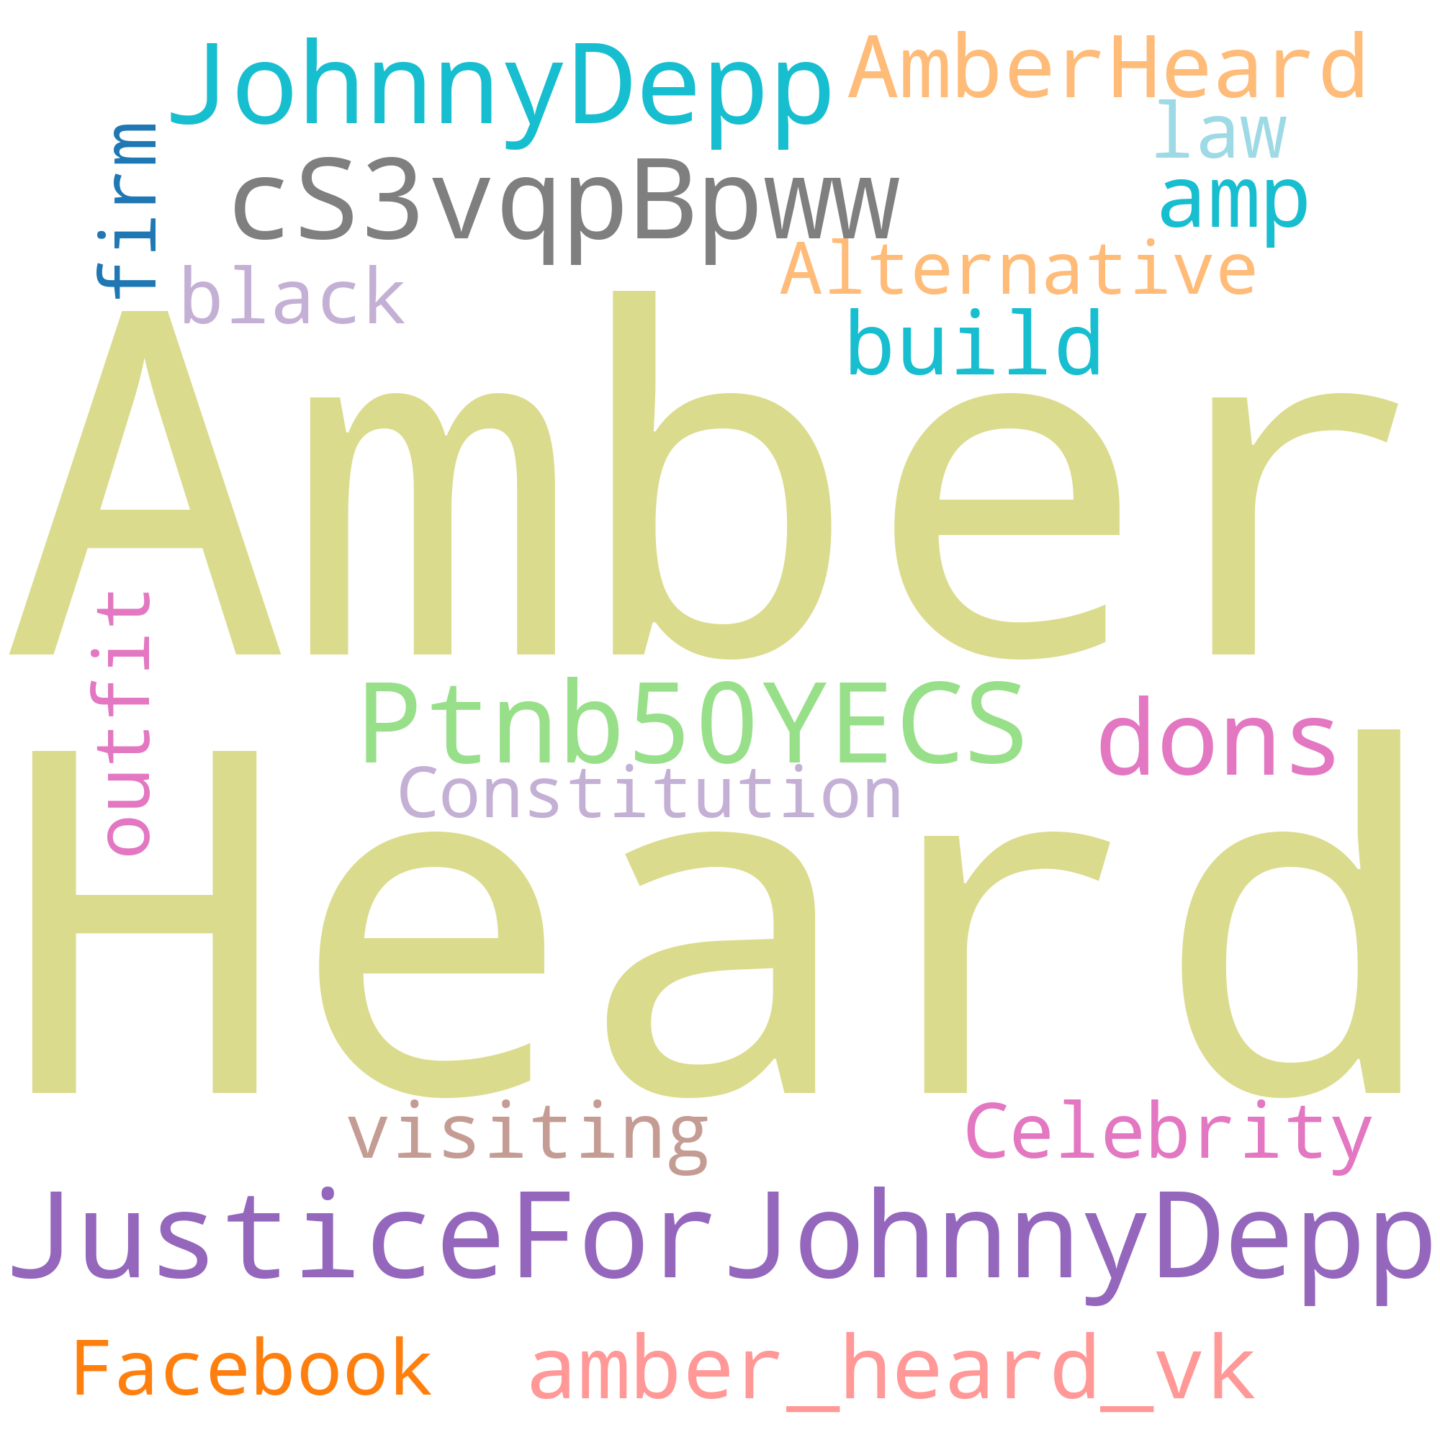 JohnnyDepp
AmberHeard
law
firm
cS3vqpBpww
amp
black
Alternative
build
Amber
outfit
Ptnb50YECS
dons
Constitution
Heard
visiting
Celebrity
JusticeForJohnnyDepp
Facebook
amber_heard_vk